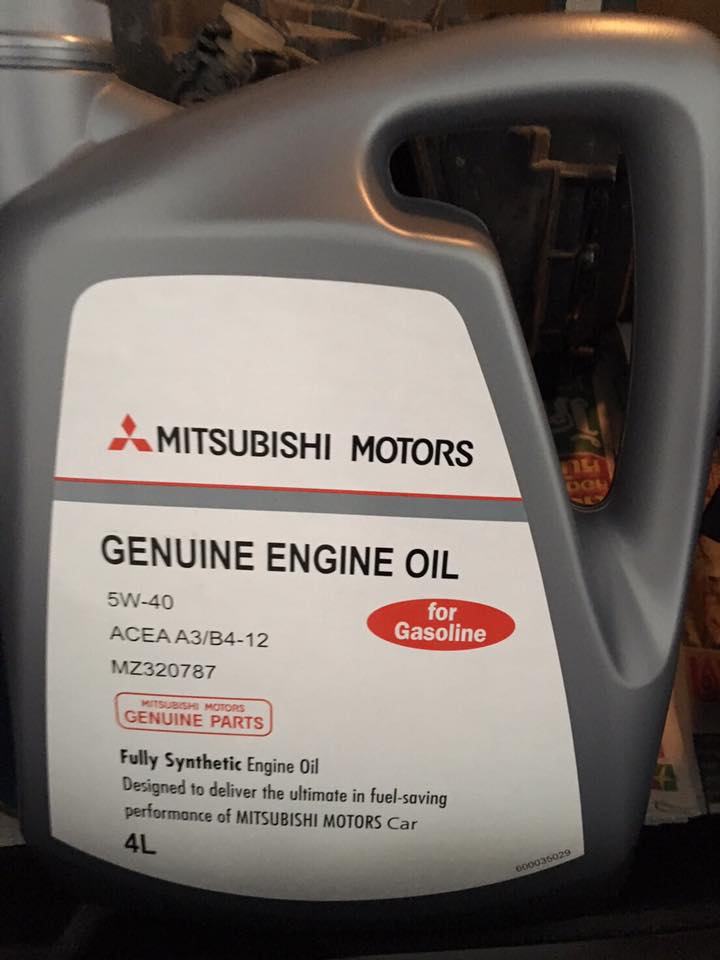 MITSUBISHI MOTORS
GENUINE ENGINE OIL
5W-40
for
Gasoline
ACEA A3/B4-12
MZ320787
MITSUBISHI MOTORS
GENUINE PARTS
Fully Synthetic Engine Oil
Designed to deliver the ultimate in fuel-saving
performance of MITSUBISHI MOTORS Car
4L
600035029